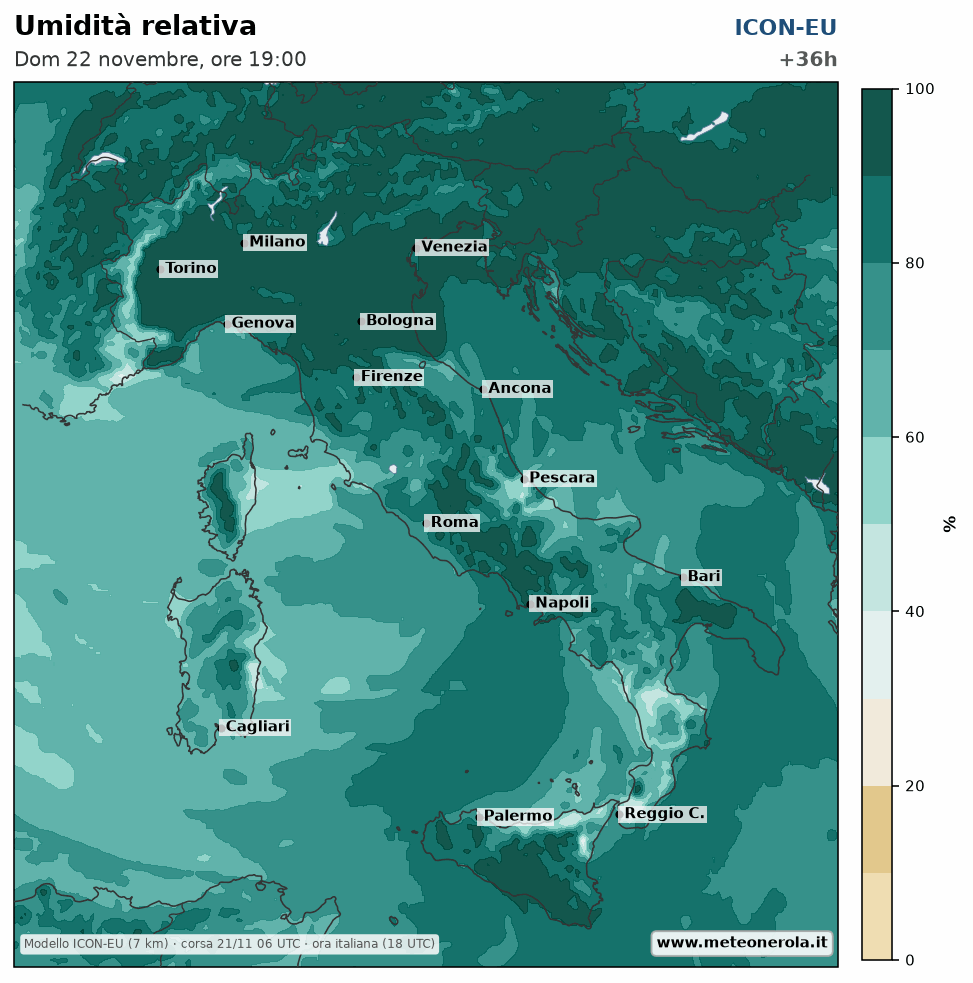 Umidità relativa
ICON-EU
Dom 22 novembre, ore 19:00
+36h
100
80
60
40
20
0
%
Milano
Venezia
Torino
Genova
Bologna
Firenze
Ancona
Pescara
Roma
Bari
Napoli
Cagliari
Palermo
Reggio C.
Modello ICON-EU (7 km) · corsa 21/11 06 UTC · ora italiana (18 UTC)
www.meteonerola.it